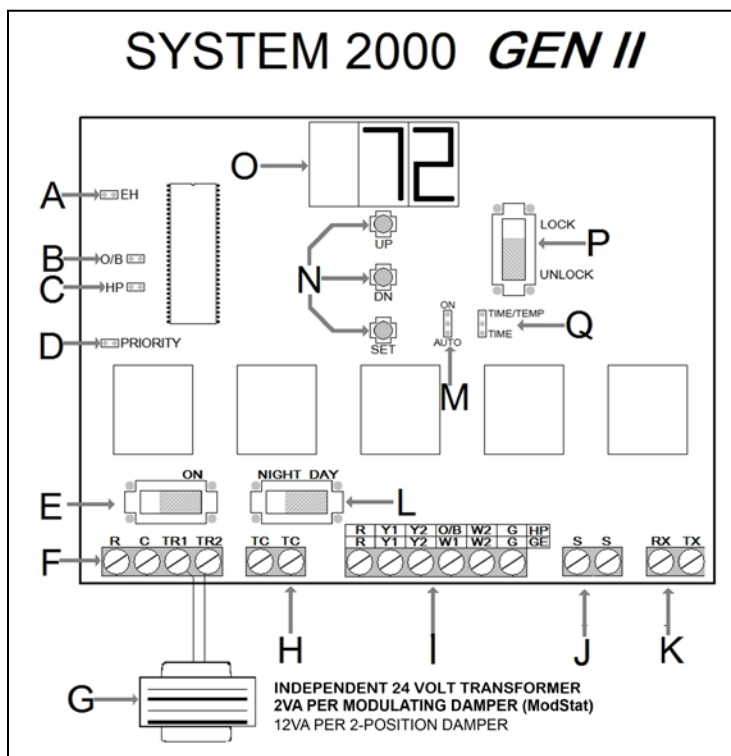 SYSTEM 2000 GEN II
O 72
A EH
UP
LOCK
P
B O/B
N
UNLOCK
C HP
DN
ON
TIME/TEMP
Q
D PRIORITY
SET
AUTO
TIME
M
E ON
NIGHT DAY L
R Y1 Y2 O/B W2 G HP
R Y1 Y2 W1 W2 G GE
F R C TR1 TR2
TC TC
S S
RX TX
H
I
J
K
G
INDEPENDENT 24 VOLT TRANSFORMER
2VA PER MODULATING DAMPER (ModStat)
12VA PER 2-POSITION DAMPER